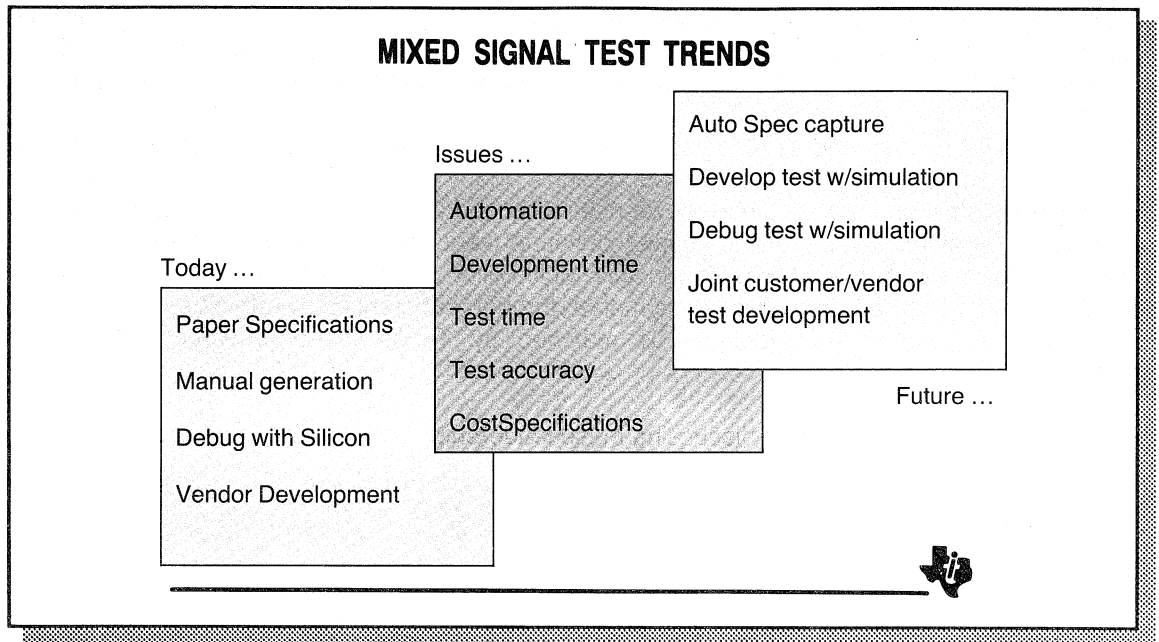 MIXED SIGNAL TEST TRENDS
Today ...
Paper Specifications
Manual generation
Debug with Silicon
Vendor Development
Issues ...
Automation
Development time
Test time
Test accuracy
CostSpecifications
Auto Spec capture
Develop test w/simulation
Debug test w/simulation
Joint customer/vendor
test development
Future ...